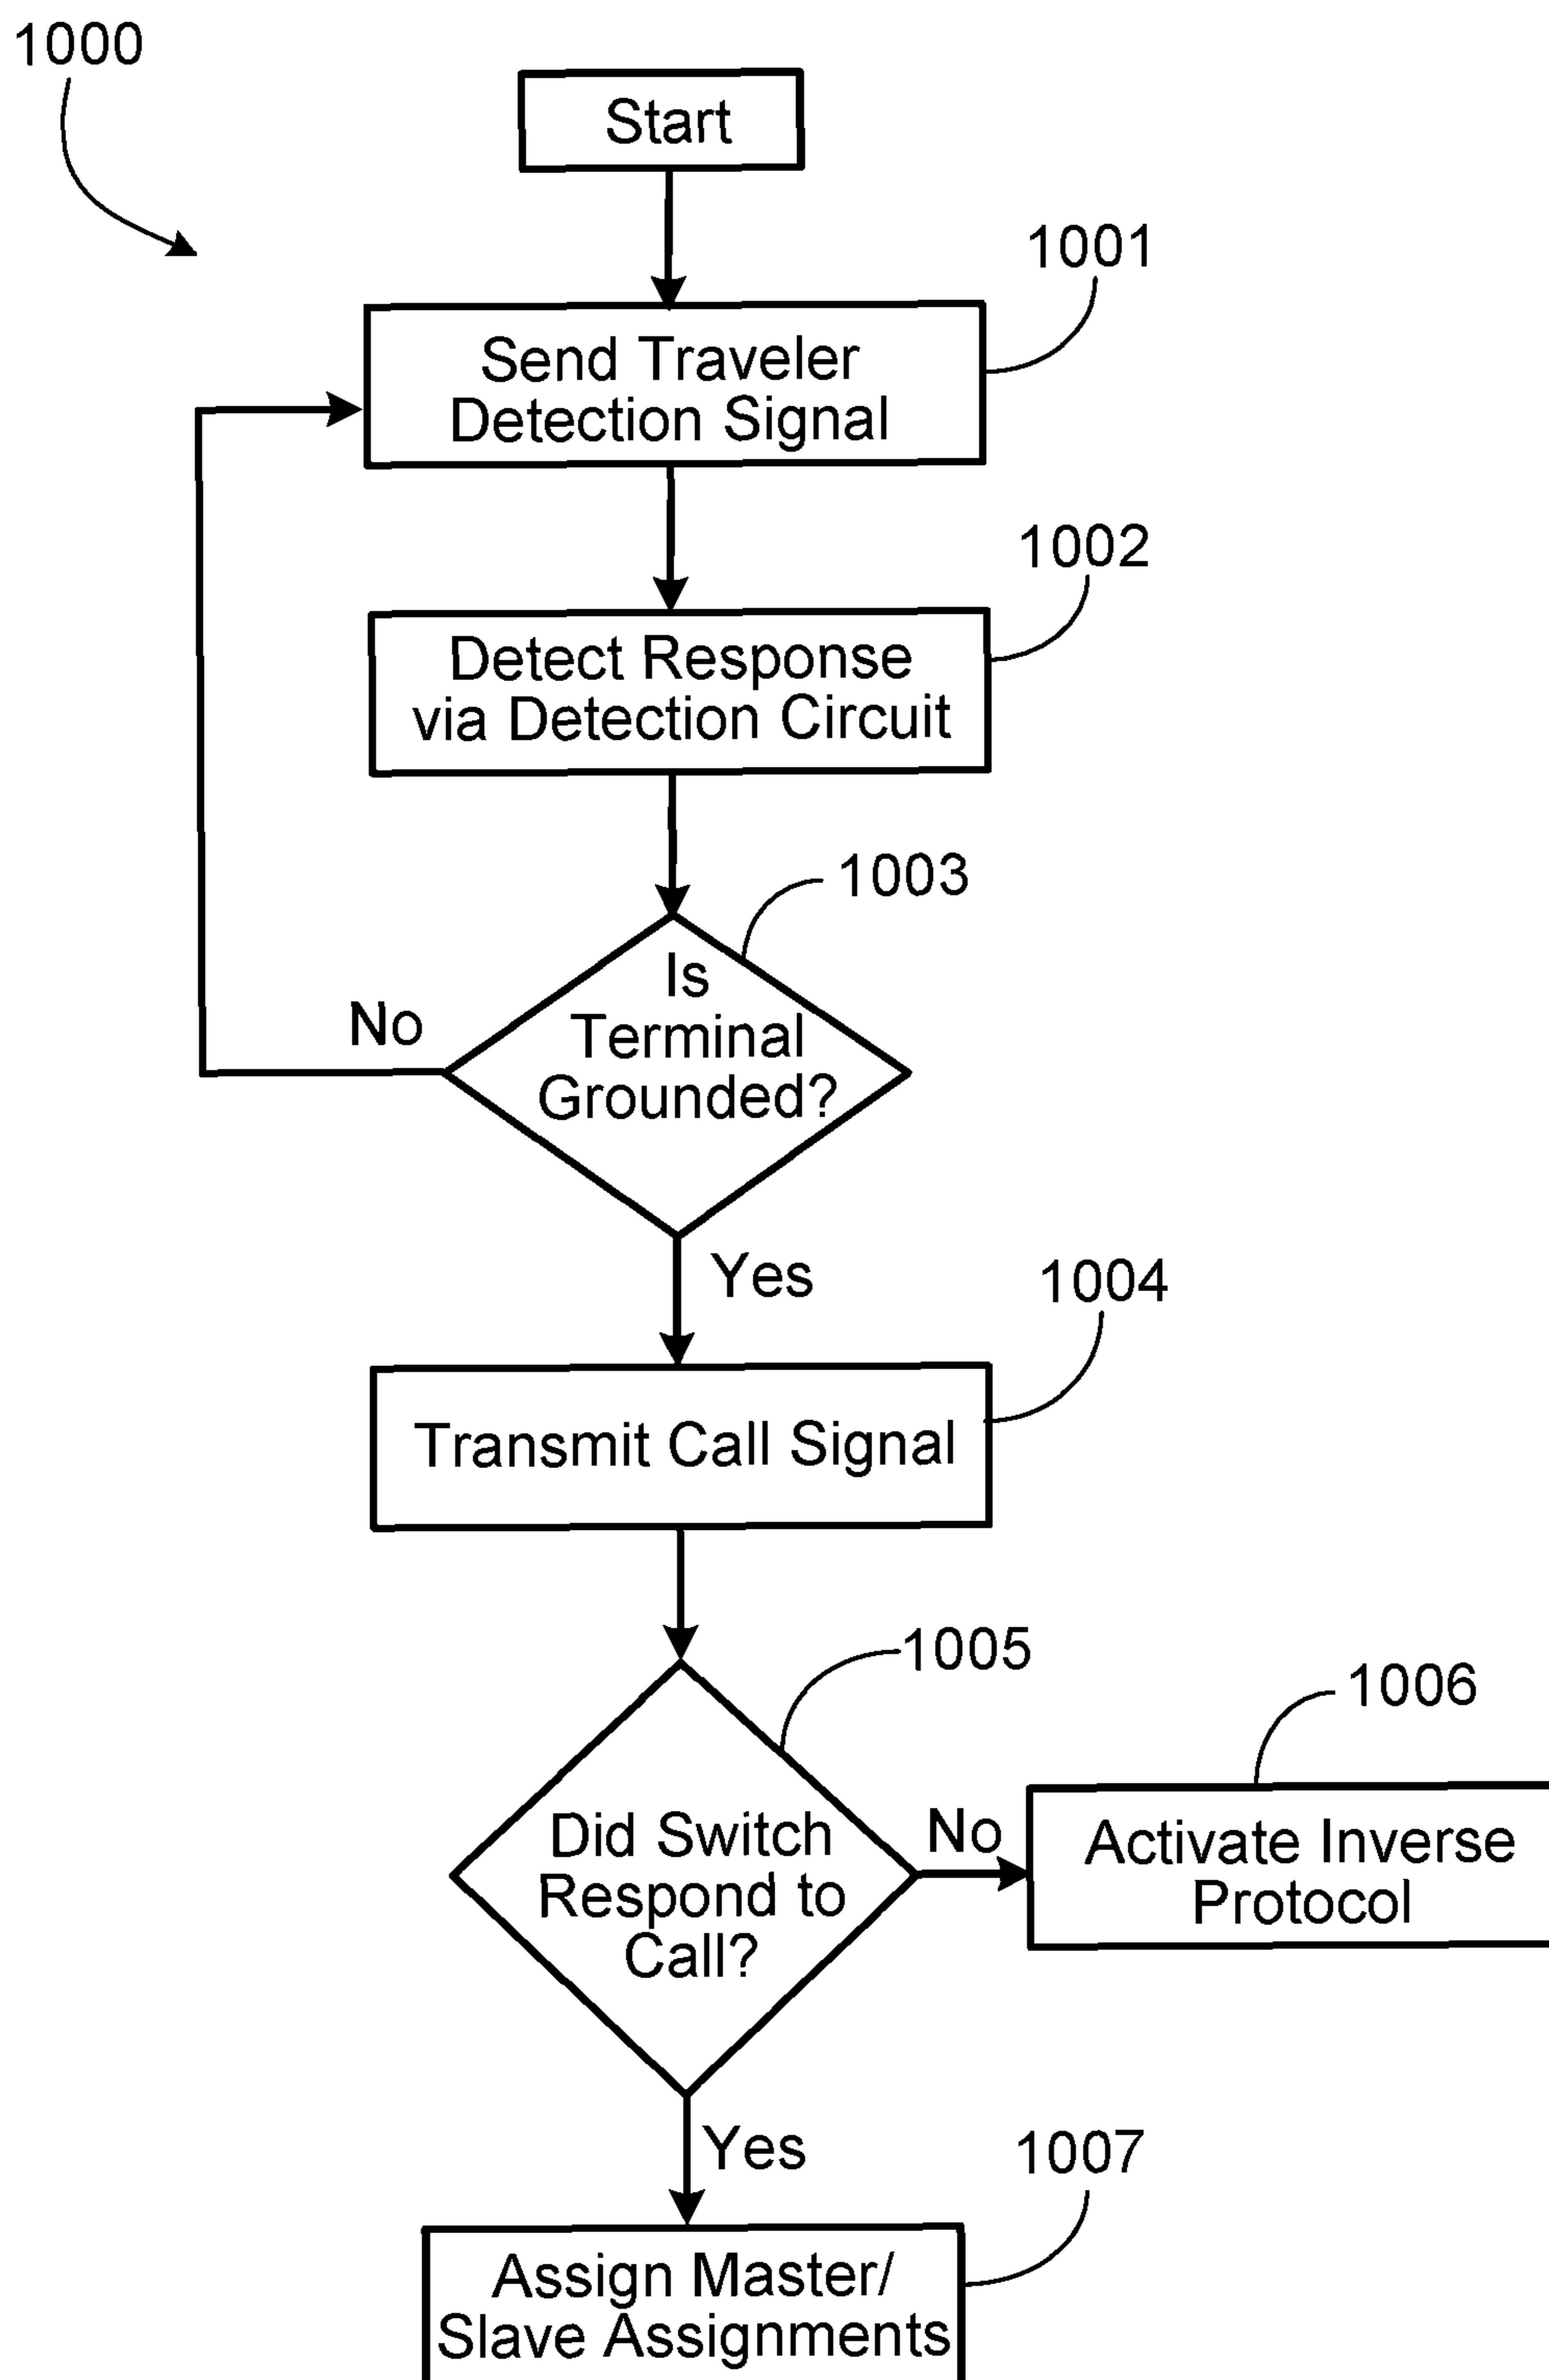 1000
Start
1001
Send Traveler
Detection Signal
1002
Detect Response
via Detection Circuit
1003
Is
Terminal
Grounded?
No
Yes
1004
Transmit Call Signal
1005
Did Switch
Respond to
Call?
No
1006
Activate Inverse
Protocol
Yes
1007
Assign Master/
Slave Assignments